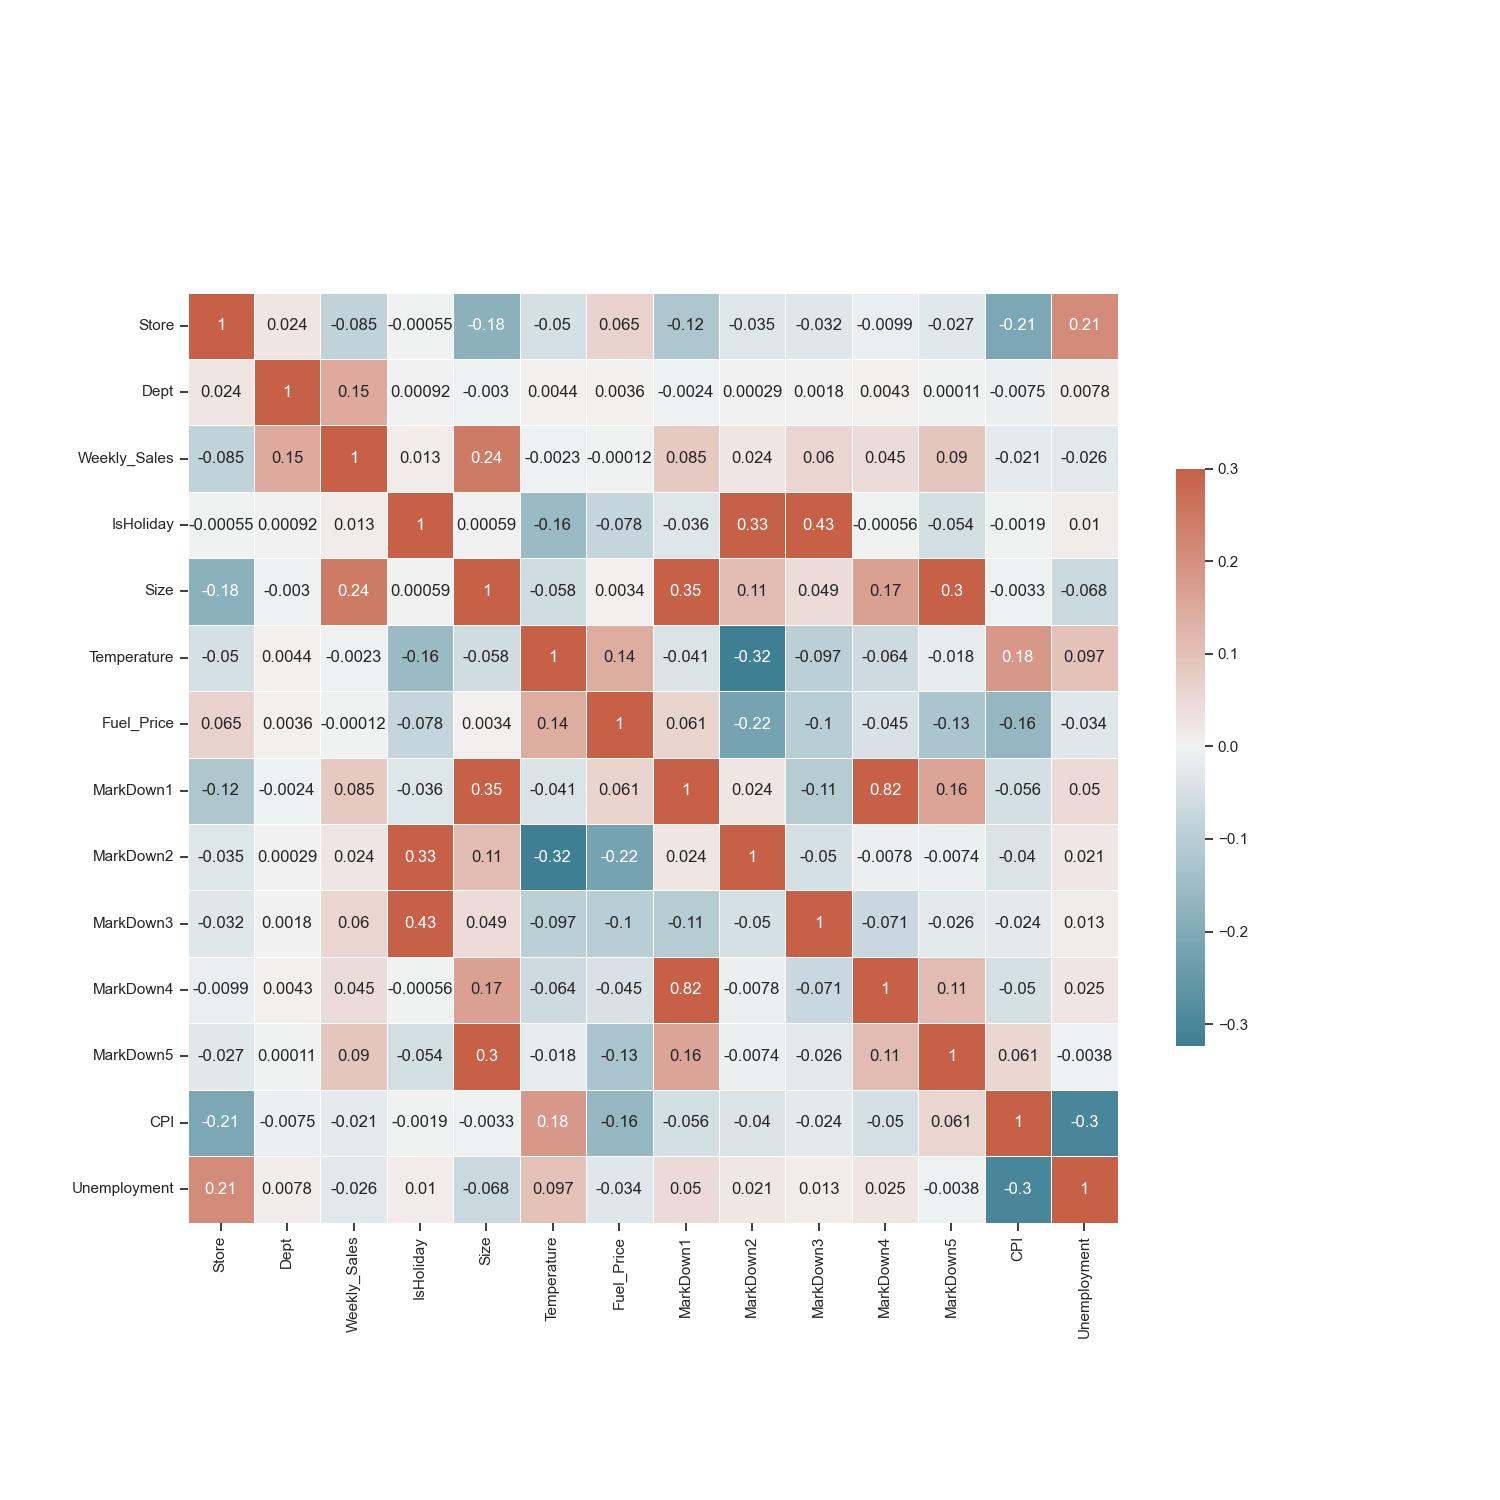 Store 1 0.024 -0.085 -0.00055 -0.18 -0.05 0.065 -0.12 -0.035 -0.032 -0.0099 -0.027 -0.21 0.21
Dept 0.024 1 0.15 0.00092 -0.003 0.0044 0.0036 -0.0024 0.00029 0.0018 0.0043 0.00011 -0.0075 0.0078
Weekly_Sales -0.085 0.15 1 0.013 0.24 -0.0023 -0.00012 0.085 0.024 0.06 0.045 0.09 -0.021 -0.026
IsHoliday -0.00055 0.00092 0.013 1 0.00059 -0.16 -0.078 -0.036 0.33 0.43 -0.00056 -0.054 -0.0019 0.01
Size -0.18 -0.003 0.24 0.00059 1 -0.058 0.0034 0.35 0.11 0.049 0.17 0.3 -0.0033 -0.068
Temperature -0.05 0.0044 -0.0023 -0.16 -0.058 1 0.14 -0.041 -0.32 -0.097 -0.064 -0.018 0.18 0.097
Fuel_Price 0.065 0.0036 -0.00012 -0.078 0.0034 0.14 1 0.061 -0.22 -0.1 -0.045 -0.13 -0.16 -0.034
MarkDown1 -0.12 -0.0024 0.085 -0.036 0.35 -0.041 0.061 1 0.024 -0.11 0.82 0.16 -0.056 0.05
MarkDown2 -0.035 0.00029 0.024 0.33 0.11 -0.32 -0.22 0.024 1 -0.05 -0.0078 -0.0074 -0.04 0.021
MarkDown3 -0.032 0.0018 0.06 0.43 0.049 -0.097 -0.1 -0.11 -0.05 1 -0.071 -0.026 -0.024 0.013
MarkDown4 -0.0099 0.0043 0.045 -0.00056 0.17 -0.064 -0.045 0.82 -0.0078 -0.071 1 0.11 -0.05 0.025
MarkDown5 -0.027 0.00011 0.09 -0.054 0.3 -0.018 -0.13 0.16 -0.0074 -0.026 0.11 1 0.061 -0.0038
CPI -0.21 -0.0075 -0.021 -0.0019 -0.0033 0.18 -0.16 -0.056 -0.04 -0.024 -0.05 0.061 1 -0.3
Unemployment 0.21 0.0078 -0.026 0.01 -0.068 0.097 -0.034 0.05 0.021 0.013 0.025 -0.0038 -0.3 1
Store Dept Weekly_Sales IsHoliday Size Temperature Fuel_Price MarkDown1 MarkDown2 MarkDown3 MarkDown4 MarkDown5 CPI Unemployment
0.3
0.2
0.1
0.0
−0.1
−0.2
−0.3